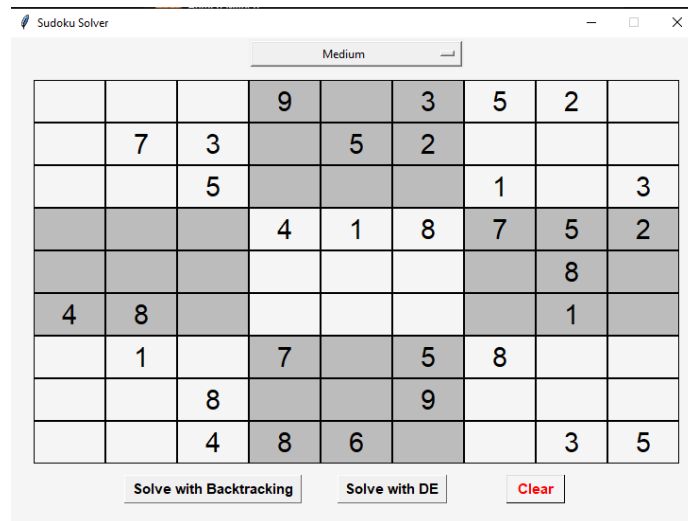 Sudoku Solver
Medium
9 3 5 2
7 3 5 2
5 1 3
4 1 8 7 5 2
8
4 8 1
1 7 5 8
8 9
4 8 6 3 5
Solve with Backtracking Solve with DE Clear